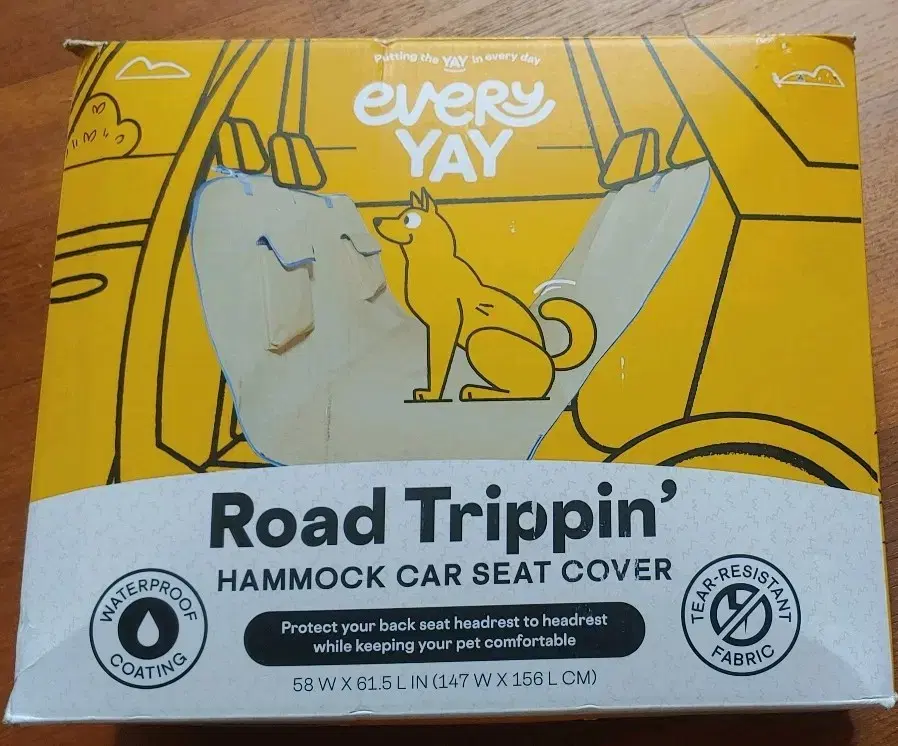 Putting the YAY in every day
every
YAY
Road Trippin'
HAMMOCK CAR SEAT COVER
WATERPROOF
COATING
Protect your back seat headrest to headrest
while keeping your pet comfortable
TEAR-RESISTANT
FABRIC
58 W X 61.5 L IN (147 W X 156 L CM)